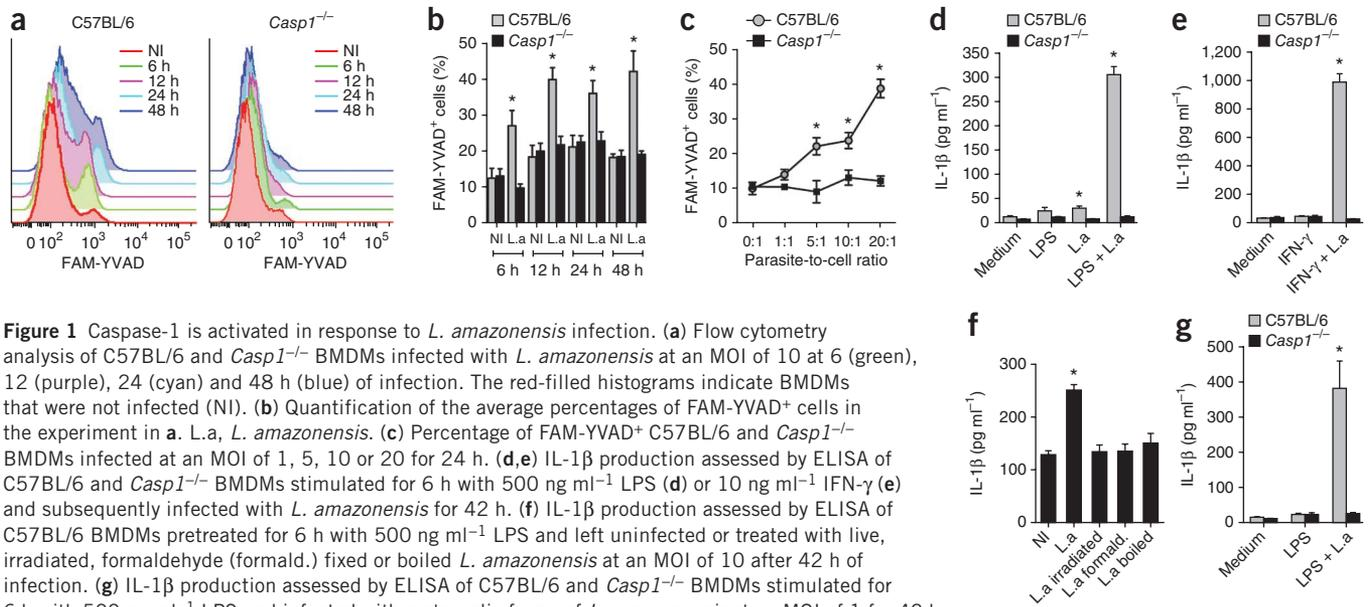 a
C57BL/6
Casp1–/–
NI
6 h
12 h
24 h
48 h
NI
6 h
12 h
24 h
48 h
0 10² 10³ 10⁴ 10⁵
0 10² 10³ 10⁴ 10⁵
FAM-YVAD
FAM-YVAD
b
C57BL/6
Casp1–/–
FAM-YVAD⁺ cells (%)
50
40
30
20
10
0
* * * *
NI L.a NI L.a NI L.a NI L.a
6 h 12 h 24 h 48 h
c
C57BL/6
Casp1–/–
FAM-YVAD⁺ cells (%)
50
40
30
20
10
0
* * *
0:1 1:1 5:1 10:1 20:1
Parasite-to-cell ratio
d
C57BL/6
Casp1–/–
IL-1β (pg ml–1)
350
300
250
200
150
100
50
0
* *
Medium LPS L.a LPS + L.a
e
C57BL/6
Casp1–/–
IL-1β (pg ml–1)
1,200
1,000
800
600
400
200
0
*
Medium IFN-γ IFN-γ + L.a
f
IL-1β (pg ml–1)
300
200
100
0
*
NI L.a L.a irradiated L.a formald. L.a boiled
g
C57BL/6
Casp1–/–
IL-1β (pg ml–1)
500
400
300
200
100
0
*
Medium LPS LPS + L.a
Figure 1 Caspase-1 is activated in response to L. amazonensis infection. (a) Flow cytometry
analysis of C57BL/6 and Casp1–/– BMDMs infected with L. amazonensis at an MOI of 10 at 6 (green),
12 (purple), 24 (cyan) and 48 h (blue) of infection. The red-filled histograms indicate BMDMs
that were not infected (NI). (b) Quantification of the average percentages of FAM-YVAD⁺ cells in
the experiment in a. L.a, L. amazonensis. (c) Percentage of FAM-YVAD⁺ C57BL/6 and Casp1–/–
BMDMs infected at an MOI of 1, 5, 10 or 20 for 24 h. (d,e) IL-1β production assessed by ELISA of
C57BL/6 and Casp1–/– BMDMs stimulated for 6 h with 500 ng ml–1 LPS (d) or 10 ng ml–1 IFN-γ (e)
and subsequently infected with L. amazonensis for 42 h. (f) IL-1β production assessed by ELISA of
C57BL/6 BMDMs pretreated for 6 h with 500 ng ml–1 LPS and left uninfected or treated with live,
irradiated, formaldehyde (formald.) fixed or boiled L. amazonensis at an MOI of 10 after 42 h of
infection. (g) IL-1β production assessed by ELISA of C57BL/6 and Casp1–/– BMDMs stimulated for